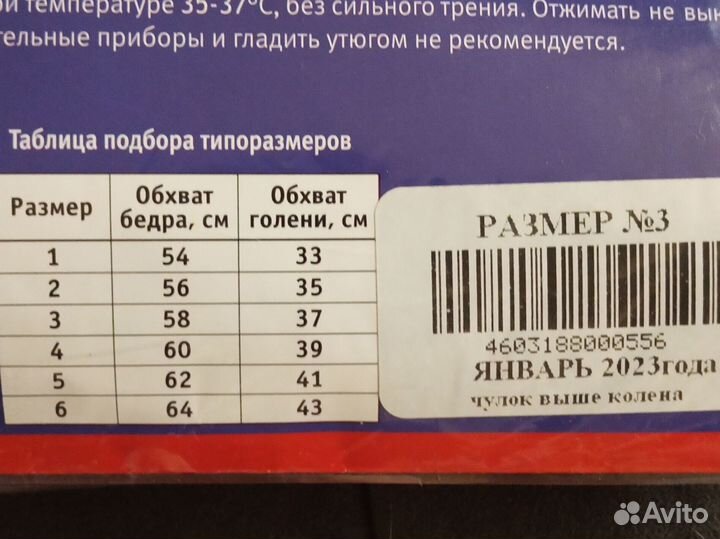 температуре 35-37°С, без сильного трения. Отжимать не
приборы и гладить утюгом не рекомендуется.
Таблица подбора типоразмеров
Размер Обхват бедра, см Обхват голени, см
1 54 33
2 56 35
3 58 37
4 60 39
5 62 41
6 64 43
РАЗМЕР №3
4603188000556
ЯНВАРЬ 2023года
чулок выше колена
Avito